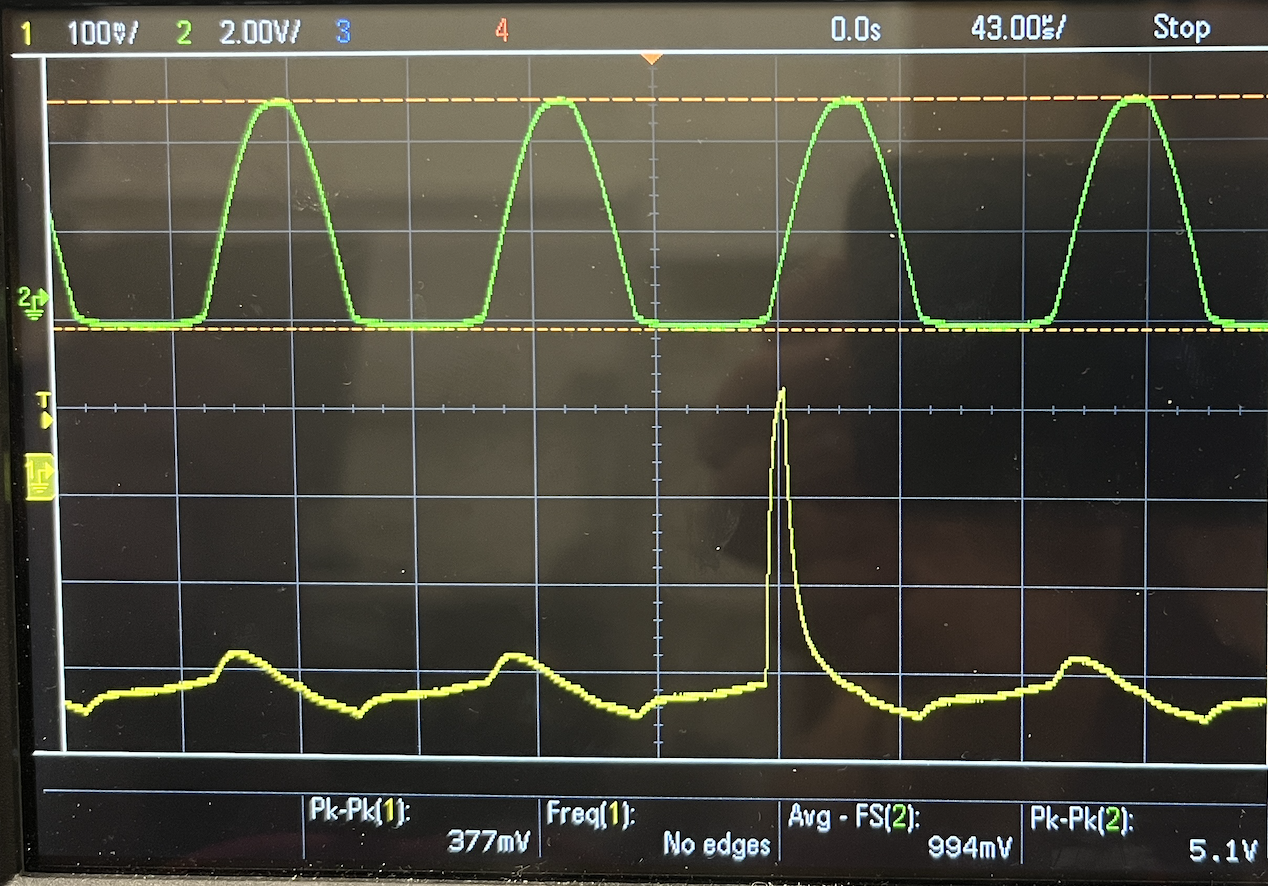 1 100mV/ 2 2.00V/ 3 4 0.0s 43.00µs/ Stop
2
T
1
Pk-Pk(1): Freq(1): Avg - FS(2): Pk-Pk(2):
377mV No edges 994mV 5.1V